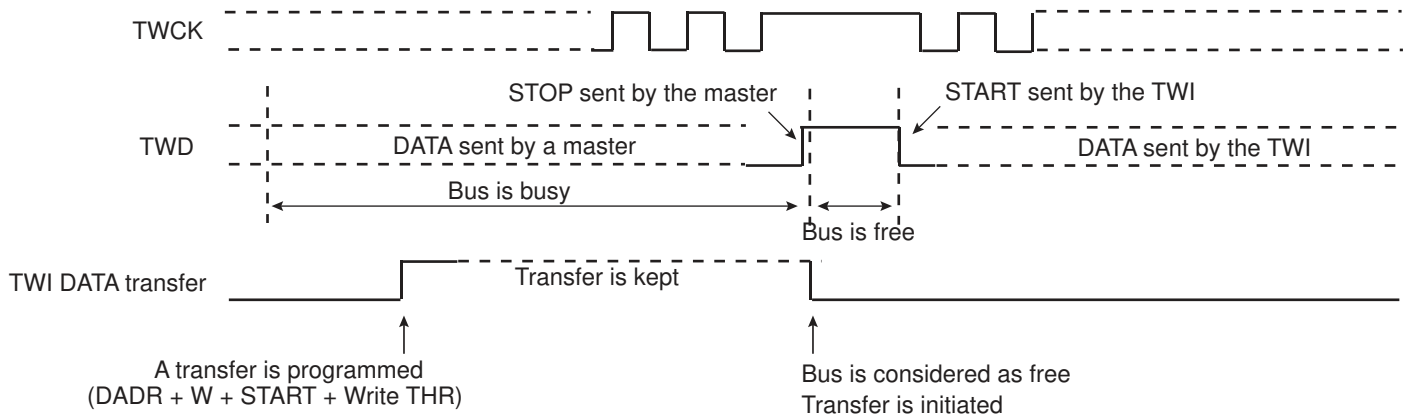 TWCK
STOP sent by the master
START sent by the TWI
TWD
DATA sent by a master
DATA sent by the TWI
Bus is busy
Bus is free
TWI DATA transfer
Transfer is kept
A transfer is programmed
(DADR + W + START + Write THR)
Bus is considered as free
Transfer is initiated